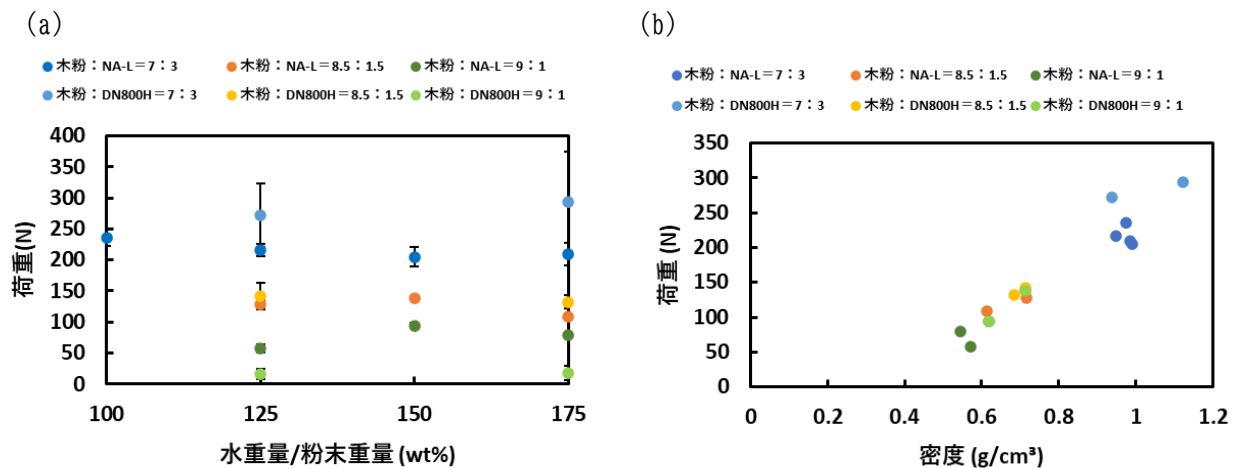 (a)
木粉：NA-L＝7：3 木粉：NA-L＝8.5：1.5 木粉：NA-L＝9：1
木粉：DN800H＝7：3 木粉：DN800H＝8.5：1.5 木粉：DN800H＝9：1
400
350
300
250
200
150
100
50
0
荷重(N)
100 125 150 175
水重量/粉末重量 (wt%)
(b)
木粉：NA-L＝7：3 木粉：NA-L＝8.5：1.5 木粉：NA-L＝9：1
木粉：DN800H＝7：3 木粉：DN800H＝8.5：1.5 木粉：DN800H＝9：1
350
300
250
200
150
100
50
0
荷重 (N)
0 0.2 0.4 0.6 0.8 1 1.2
密度 (g/cm³)